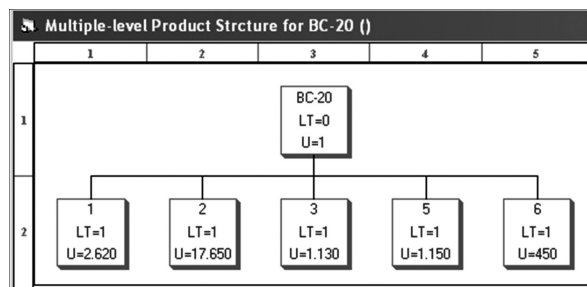 Multiple-level Product Strcture for BC-20 ()
1 2 3 4 5
1
BC-20
LT=0
U=1
2
1
LT=1
U=2.620
2
LT=1
U=17.650
3
LT=1
U=1.130
5
LT=1
U=1.150
6
LT=1
U=450